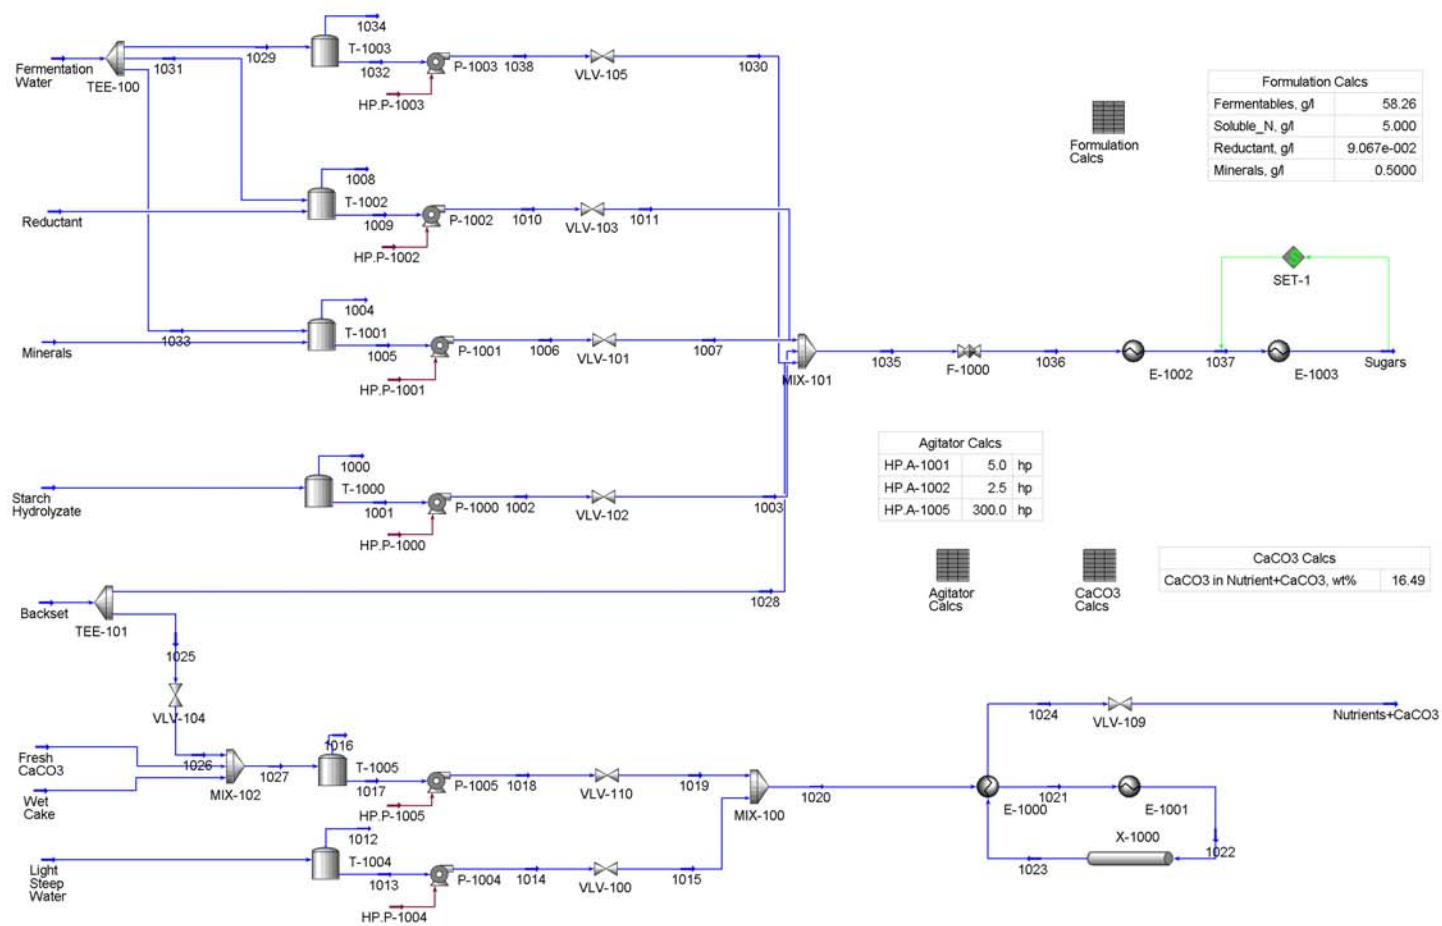 1034
1029
T-1003
1031
1032
P-1003
1038
VLV-105
1030
Fermentation
Water
TEE-100
HP.P-1003
Formulation Calcs
Fermentables, g/l 58.26
Soluble_N, g/l 5.000
Reductant, g/l 9.067e-002
Minerals, g/l 0.5000
Formulation
Calcs
1008
T-1002
Reductant
1009
P-1002
1010
VLV-103
1011
HP.P-1002
SET-1
1004
T-1001
1033
Minerals
1005
P-1001
1006
VLV-101
1007
MIX-101
1035
F-1000
1036
E-1002
1037
E-1003
Sugars
HP.P-1001
Agitator Calcs
HP.A-1001 5.0 hp
HP.A-1002 2.5 hp
HP.A-1005 300.0 hp
1000
T-1000
Starch
Hydrolyzate
1001
P-1000
1002
VLV-102
1003
HP.P-1000
CaCO3 Calcs
CaCO3 in Nutrient+CaCO3, wt% 16.49
Agitator
Calcs
CaCO3
Calcs
Backset
TEE-101
1028
1025
VLV-104
1024
VLV-109
Nutrients+CaCO3
Fresh
CaCO3
1026
1027
MIX-102
1016
T-1005
1017
P-1005
1018
VLV-110
1019
MIX-100
1020
E-1000
1021
E-1001
Wet
Cake
HP.P-1005
1012
T-1004
X-1000
1022
1023
Light
Steep
Water
1013
P-1004
1014
VLV-100
1015
HP.P-1004